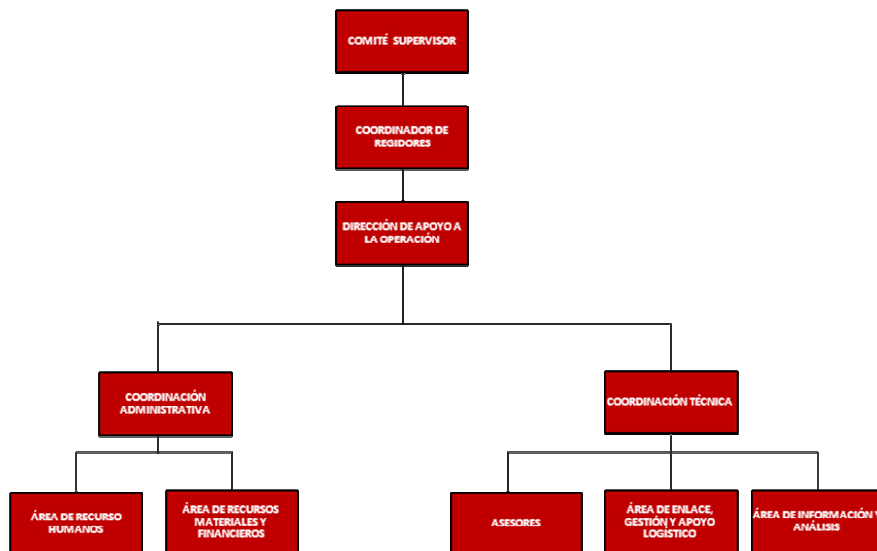 COMITÉ SUPERVISOR
COORDINADOR DE
REGIDORES
DIRECCIÓN DE APOYO A
LA OPERACIÓN
COORDINACIÓN
ADMINISTRATIVA
COORDINACIÓN TÉCNICA
ÁREA DE RECURSO
HUMANOS
ÁREA DE RECURSOS
MATERIALES Y
FINANCIEROS
ASESORES
ÁREA DE ENLACE,
GESTIÓN Y APOYO
LOGÍSTICO
ÁREA DE INFORMACIÓN Y
ANÁLISIS